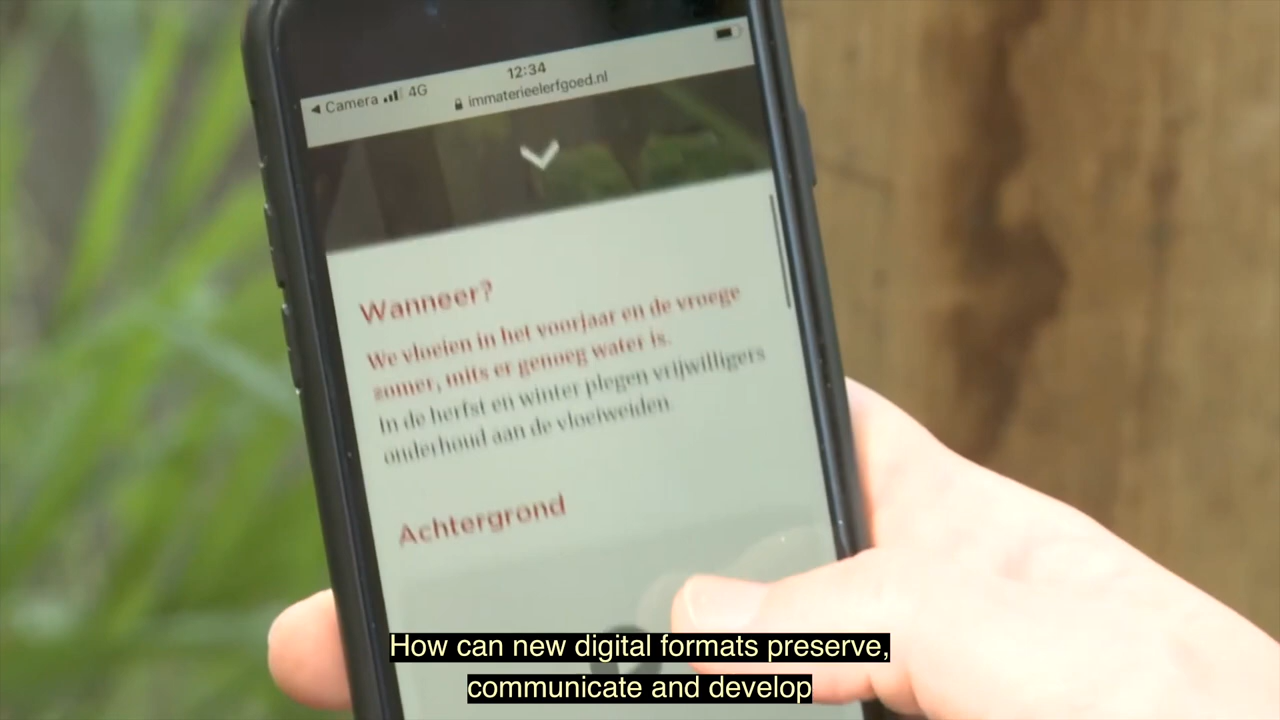 12:34
◀ Camera 4G
immaterieelerfgoed.nl
Wanneer?
We vloeien in het voorjaar en de vroege
zomer, mits er genoeg water is.
In de herfst en winter plegen vrijwilligers
onderhoud aan de vloeiweiden.
Achtergrond
How can new digital formats preserve,
communicate and develop